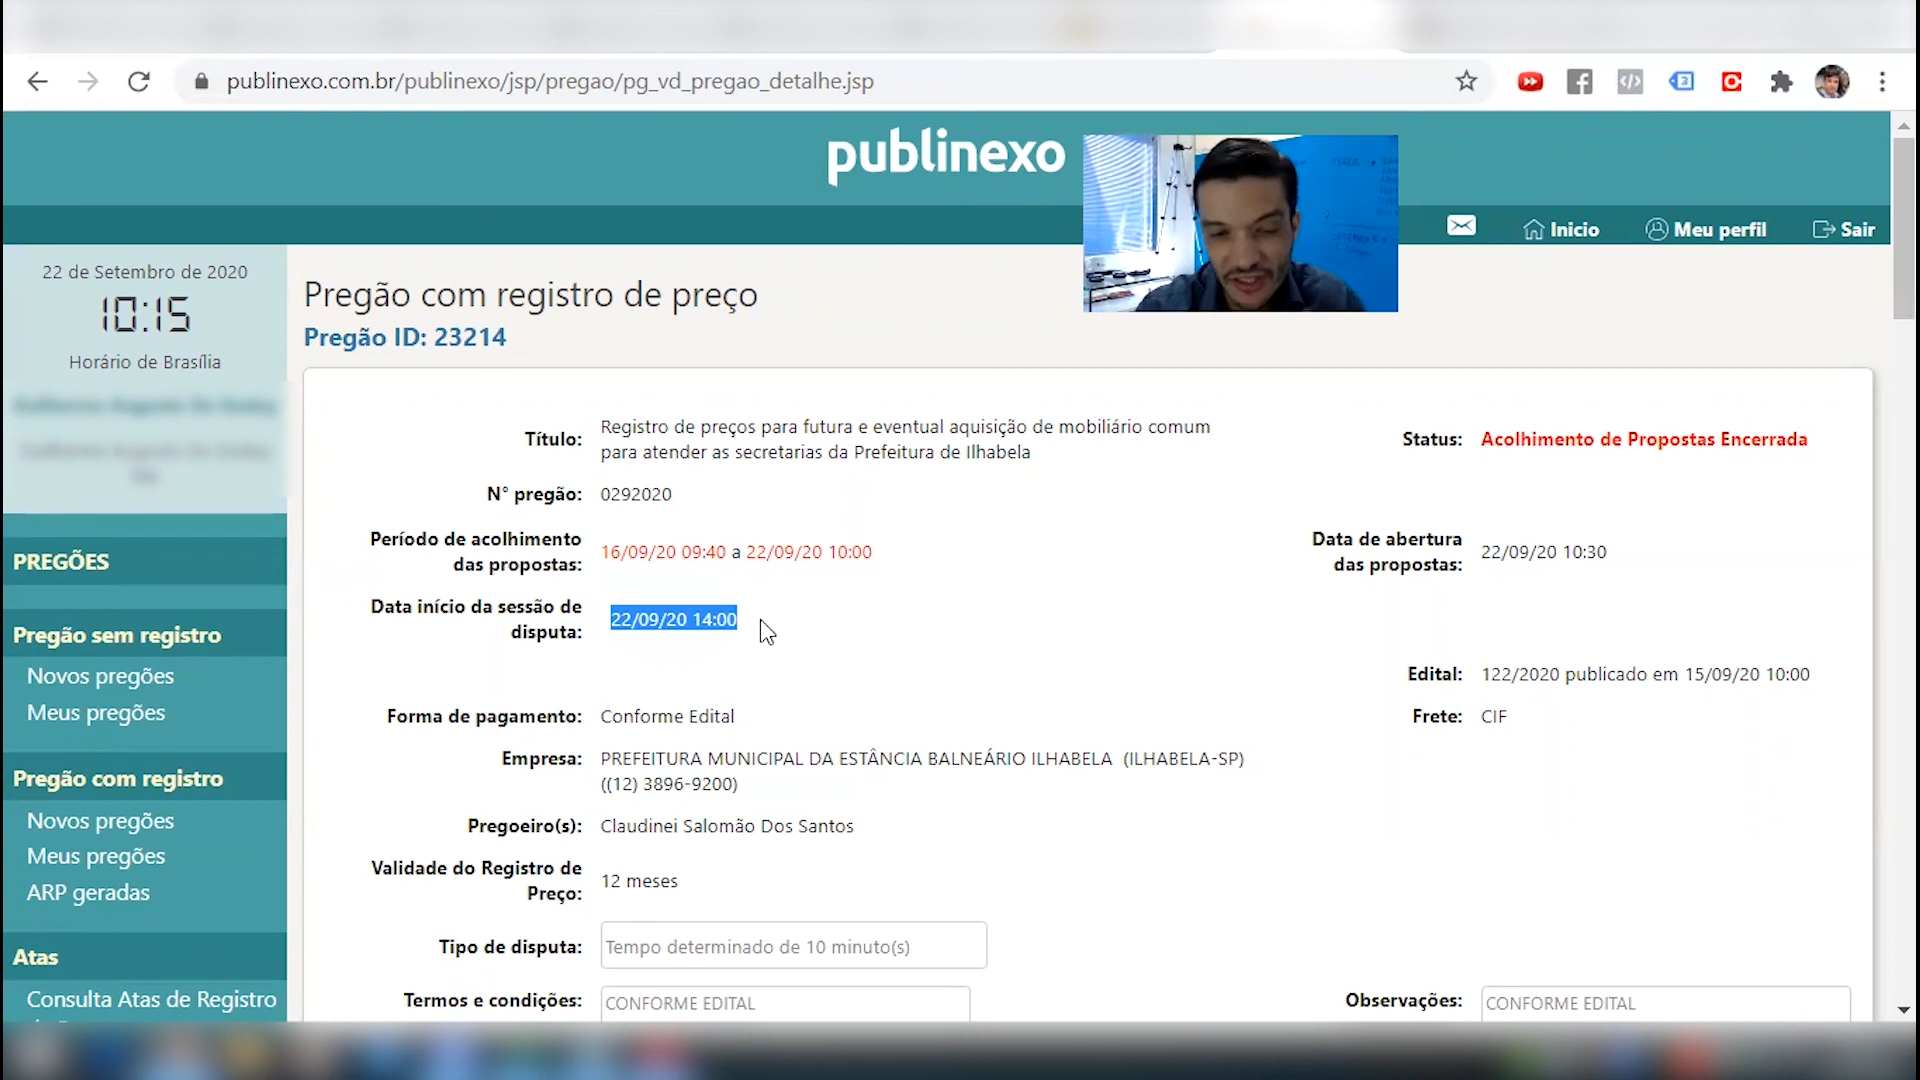 publinexo.com.br/publinexo/jsp/pregao/pg_vd_pregao_detalhe.jsp
publinexo
Inicio
Meu perfil
Sair
22 de Setembro de 2020
10:15
Horário de Brasília
PREGÕES
Pregão sem registro
Novos pregões
Meus pregões
Pregão com registro
Novos pregões
Meus pregões
ARP geradas
Atas
Consulta Atas de Registro
Pregão com registro de preço
Pregão ID: 23214
Título: Registro de preços para futura e eventual aquisição de mobiliário comum
para atender as secretarias da Prefeitura de Ilhabela
Status: Acolhimento de Propostas Encerrada
N° pregão: 0292020
Período de acolhimento
das propostas: 16/09/20 09:40 a 22/09/20 10:00
Data de abertura
das propostas: 22/09/20 10:30
Data início da sessão de
disputa: 22/09/20 14:00
Edital: 122/2020 publicado em 15/09/20 10:00
Forma de pagamento: Conforme Edital
Frete: CIF
Empresa: PREFEITURA MUNICIPAL DA ESTÂNCIA BALNEÁRIO ILHABELA (ILHABELA-SP)
((12) 3896-9200)
Pregoeiro(s): Claudinei Salomão Dos Santos
Validade do Registro de
Preço: 12 meses
Tipo de disputa: Tempo determinado de 10 minuto(s)
Termos e condições: CONFORME EDITAL
Observações: CONFORME EDITAL